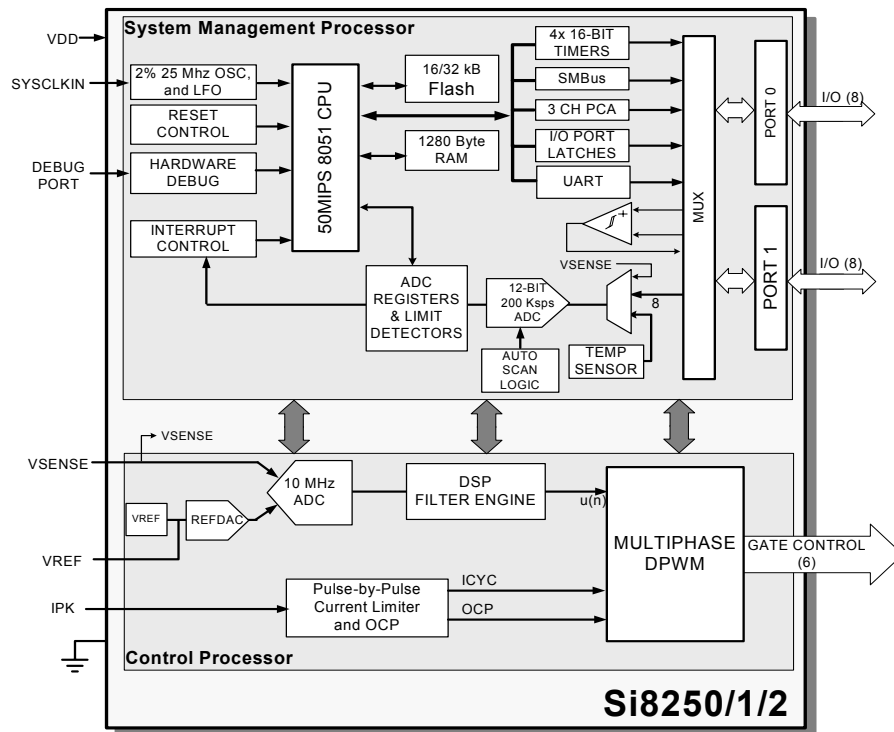 System Management Processor
VDD
SYSCLKIN
DEBUG
PORT
2% 25 Mhz OSC,
and LFO
RESET
CONTROL
HARDWARE
DEBUG
INTERRUPT
CONTROL
50MIPS 8051 CPU
16/32 kB
Flash
1280 Byte
RAM
4x 16-BIT
TIMERS
SMBus
3 CH PCA
I/O PORT
LATCHES
UART
MUX
PORT 0
I/O (8)
PORT 1
I/O (8)
+
VSENSE
8
ADC
REGISTERS
& LIMIT
DETECTORS
12-BIT
200 Ksps
ADC
AUTO
SCAN
LOGIC
TEMP
SENSOR
VSENSE
VSENSE
10 MHz
ADC
DSP
FILTER ENGINE
u(n)
VREF
REFDAC
VREF
MULTIPHASE
DPWM
GATE CONTROL
(6)
IPK
Pulse-by-Pulse
Current Limiter
and OCP
ICYC
OCP
Control Processor
Si8250/1/2